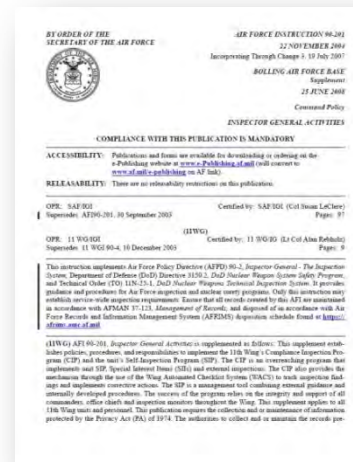 BY ORDER OF THE
SECRETARY OF THE AIR FORCE
AIR FORCE INSTRUCTION 90-201
22 NOVEMBER 2004
Incorporating Through Change 3, 19 July 2007
BOLLING AIR FORCE BASE
Supplement
25 JUNE 2008
Command Policy
INSPECTOR GENERAL ACTIVITIES
COMPLIANCE WITH THIS PUBLICATION IS MANDATORY
ACCESSIBILITY: Publications and forms are available for downloading or ordering on the
e-Publishing website at www.e-Publishing.af.mil (will convert to
www.af.mil/e-publishing on AF link).
RELEASABILITY: There are no releasability restrictions on this publication.
OPR: SAF/IGI Certified by: SAF/IGI (Col Susan LeClere)
Supersedes AFI90-201, 30 September 2003 Pages: 97
(11WG)
OPR: 11 WG/IGI Certified by: 11 WG/IG (Lt Col Alan Rebholz)
Supersedes 11 WGI 90-4, 10 December 2003 Pages: 9
This instruction implements Air Force Policy Directive (AFPD) 90-2, Inspector General - The Inspection
System, Department of Defense (DoD) Directive 3150.2, DoD Nuclear Weapon System Safety Program,
and Technical Order (TO) 11N-25-1, DoD Nuclear Weapons Technical Inspection System. It provides
guidance and procedures for Air Force inspection and nuclear surety programs. Only this instruction may
establish service-wide inspection requirements. Ensure that all records created by this AFI are maintained
in accordance with AFMAN 37-123, Management of Records, and disposed of in accordance with Air
Force Records and Information Management System (AFRIMS) disposition schedule found at https://
afrims.amc.af.mil.
(11WG) AFI 90-201, Inspector General Activities is supplemented as follows: This supplement estab-
lishes policies, procedures, and responsibilities to implement the 11th Wing's Compliance Inspection Pro-
gram (CIP) and the unit's Self-Inspection Program (SIP). The CIP is an overreaching program that
implements unit SIP, Special Interest Items (SIIs) and external inspections. The CIP also provides the
mechanism through the use of the Wing Automated Checklist System (WACS) to track inspection find-
ings and implements corrective actions. The SIP is a management tool combining external guidance and
internally developed procedures. The success of the program relies on the integrity and support of all
commanders, office chiefs and inspection monitors throughout the Wing. This supplement applies to all
11th Wing units and personnel. This publication requires the collection and or maintenance of information
protected by the Privacy Act (PA) of 1974. The authorities to collect and or maintain the records pre-